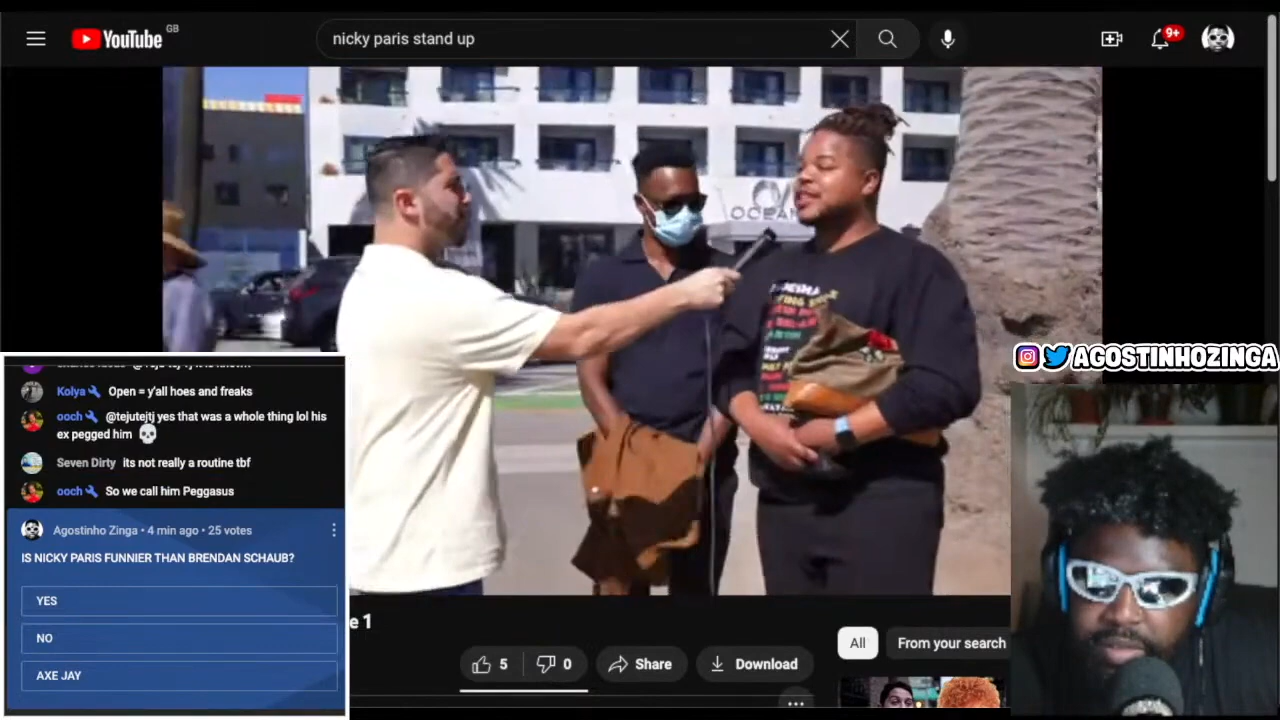 YouTube GB
nicky paris stand up
9+
OCEAN
AGOSTINHOZINGA
Kolya Open = y'all hoes and freaks
ooch @tejutejtj yes that was a whole thing lol his
ex pegged him
Seven Dirty its not really a routine tbf
ooch So we call him Peggasus
Agostinho Zinga • 4 min ago • 25 votes
IS NICKY PARIS FUNNIER THAN BRENDAN SCHAUB?
YES
NO
AXE JAY
e 1
5
0
Share
Download
All
From your search